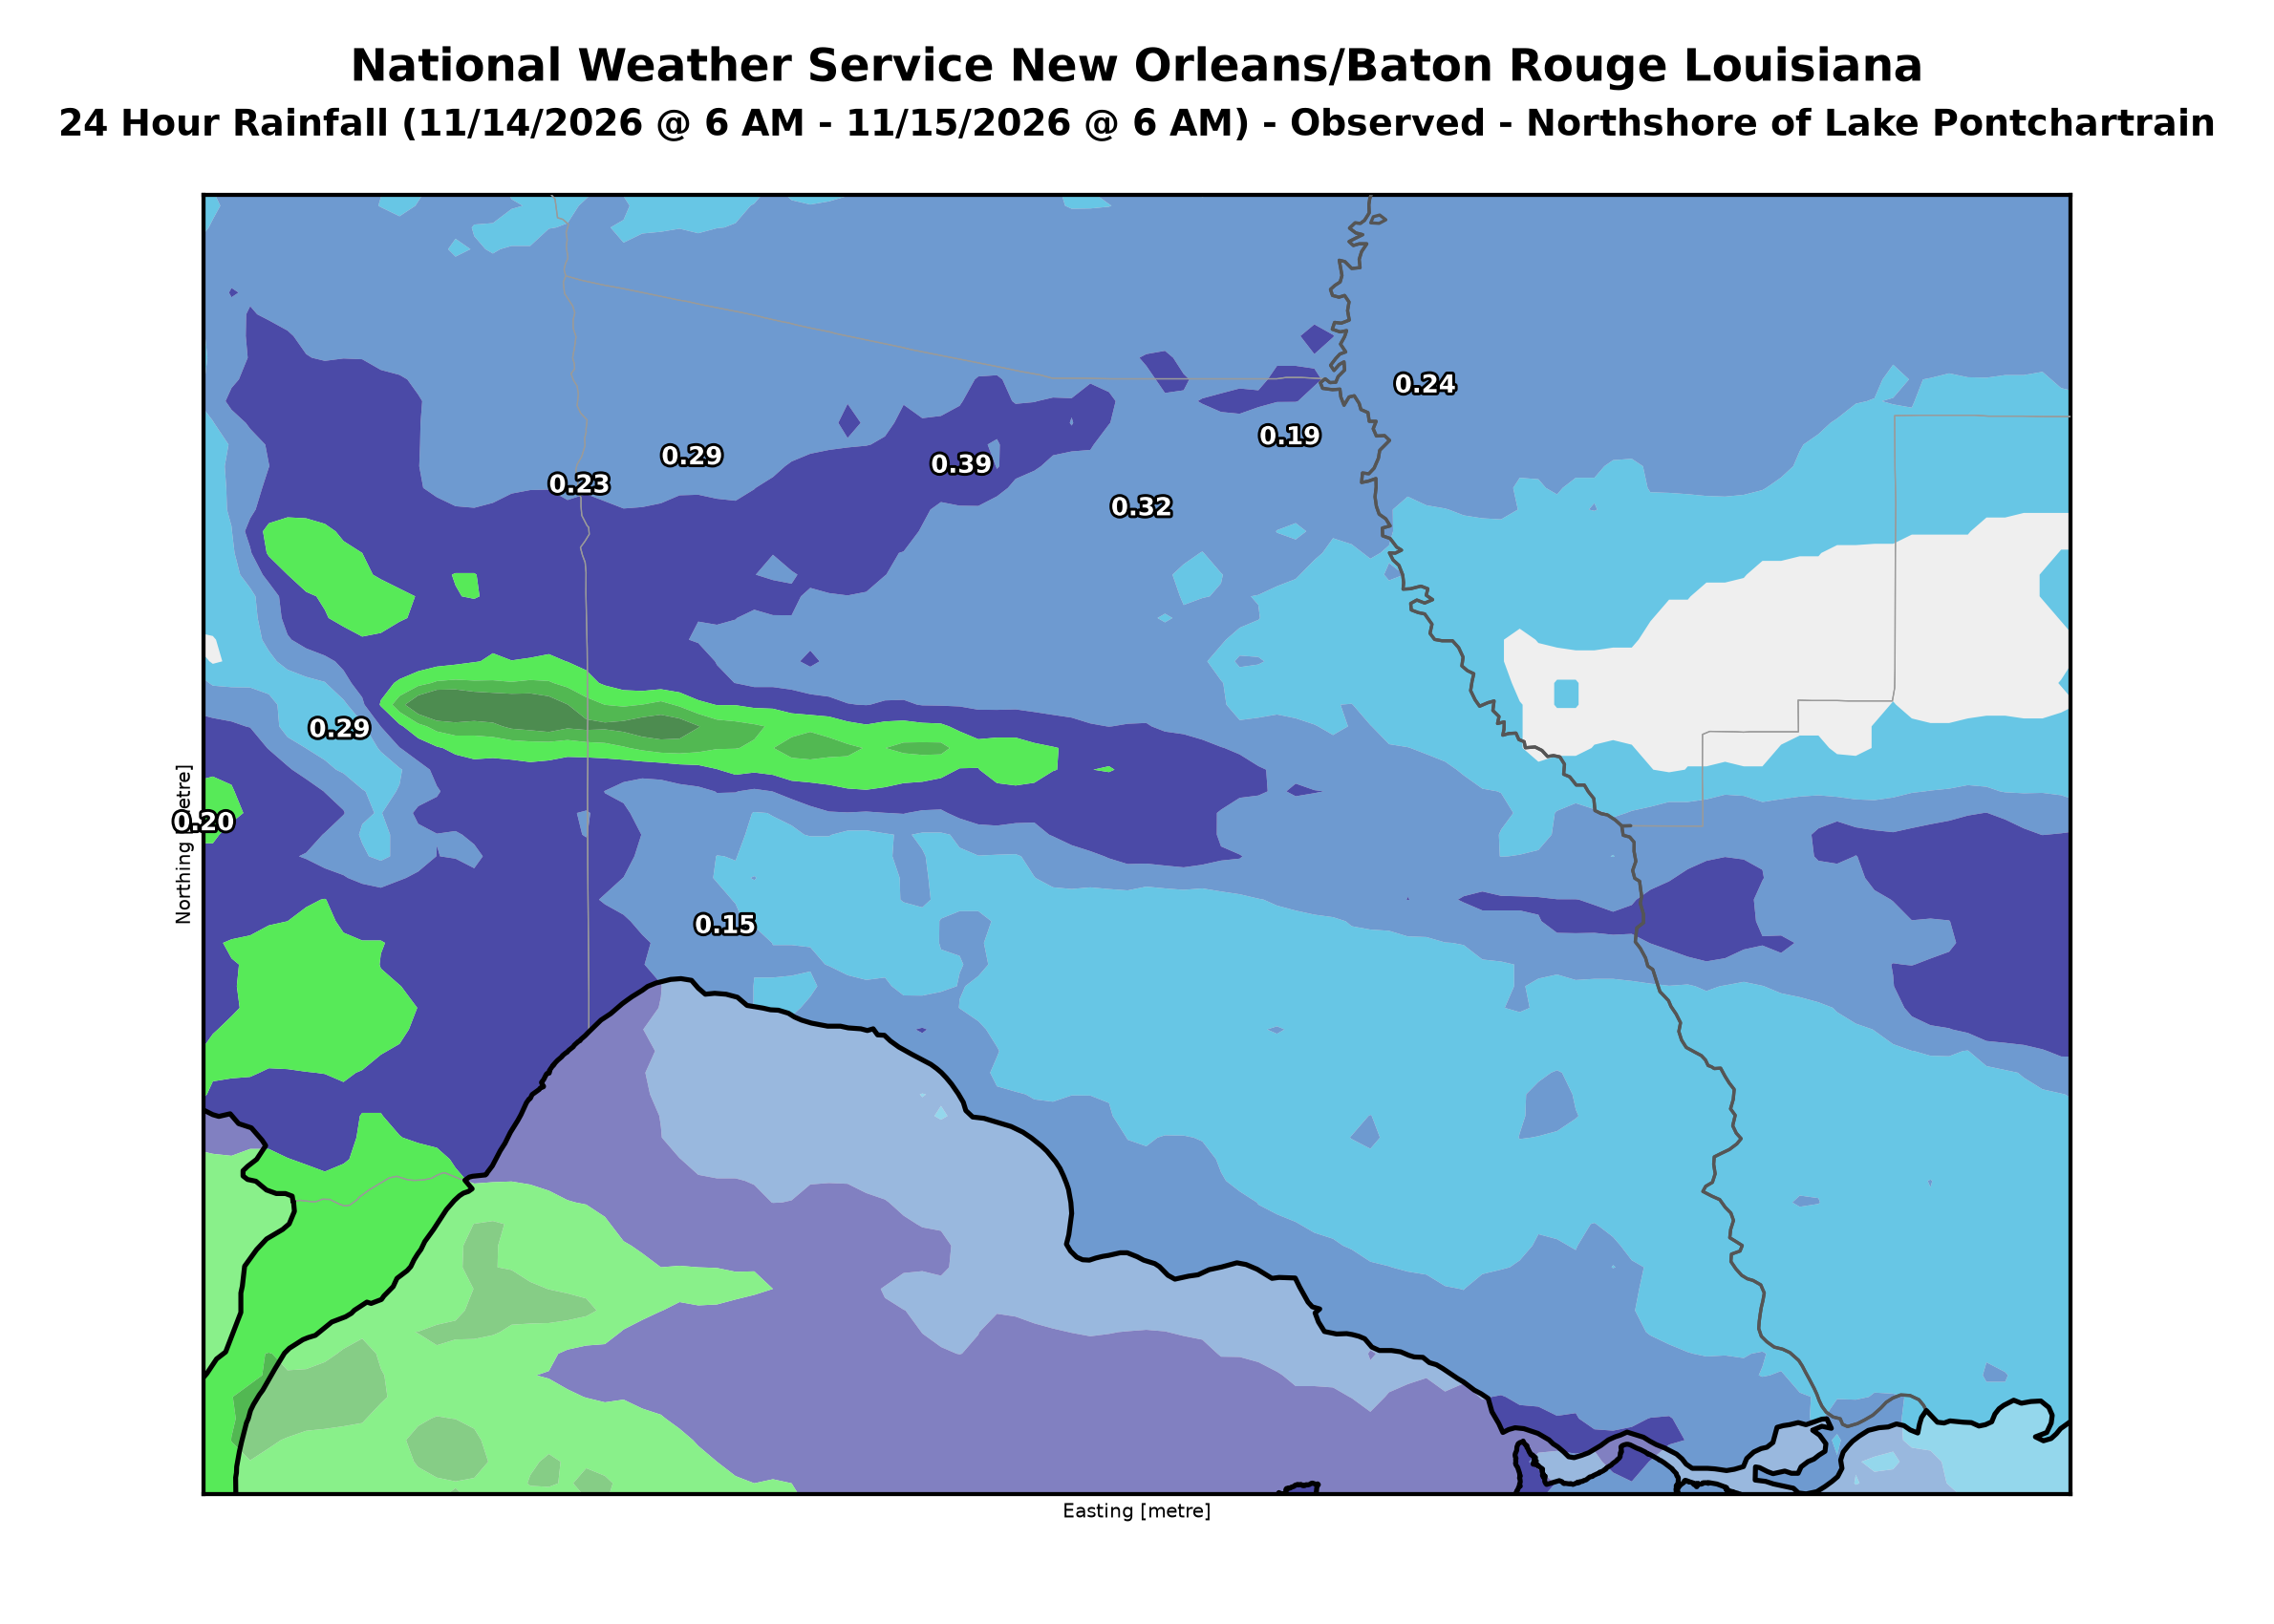 National Weather Service New Orleans/Baton Rouge Louisiana
24 Hour Rainfall (11/14/2026 @ 6 AM - 11/15/2026 @ 6 AM) - Observed - Northshore of Lake Pontchartrain
0.24
0.19
0.29
0.39
0.23
0.32
0.29
0.20
0.15
Northing [metre]
Easting [metre]